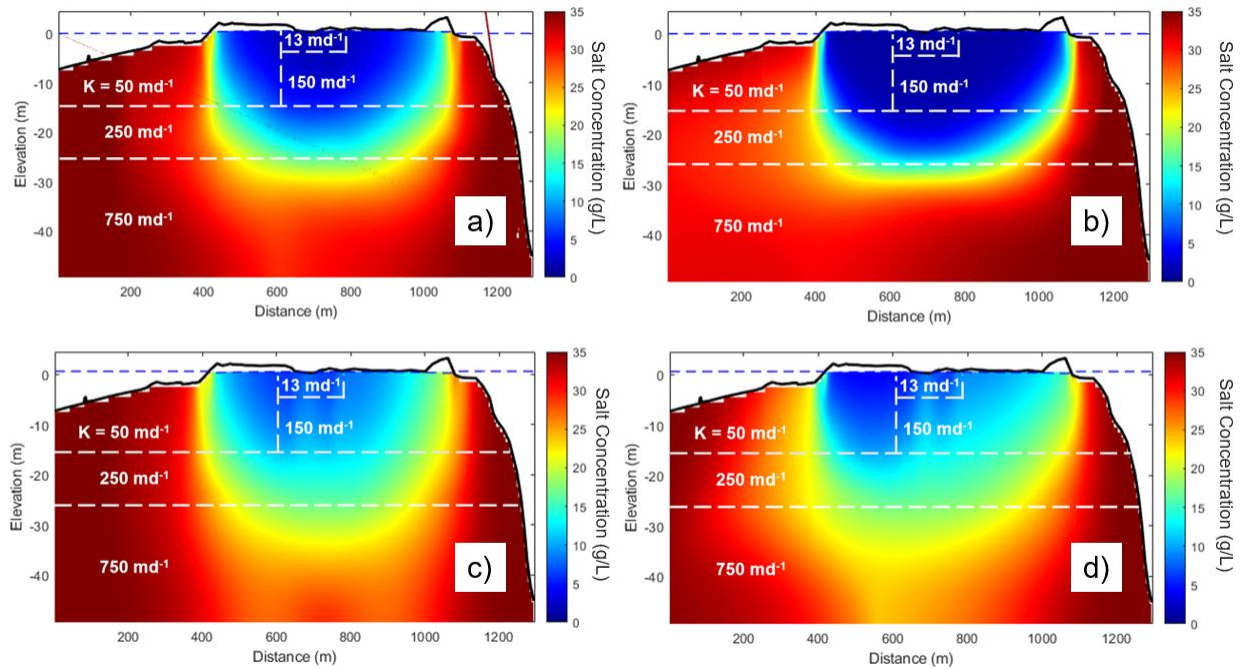 0
-10
-20
-30
-40
Elevation (m)
200
400
600
800
1000
1200
Distance (m)
K = 50 md-1
250 md-1
750 md-1
13 md-1
150 md-1
a)
35
30
25
20
15
10
5
0
Salt Concentration (g/L)
0
-10
-20
-30
-40
Elevation (m)
200
400
600
800
1000
1200
Distance (m)
K = 50 md-1
250 md-1
750 md-1
13 md-1
150 md-1
b)
35
30
25
20
15
10
5
0
Salt Concentration (g/L)
0
-10
-20
-30
-40
Elevation (m)
200
400
600
800
1000
1200
Distance (m)
K = 50 md-1
250 md-1
750 md-1
13 md-1
150 md-1
c)
35
30
25
20
15
10
5
0
Salt Concentration (g/L)
0
-10
-20
-30
-40
Elevation (m)
200
400
600
800
1000
1200
Distance (m)
K = 50 md-1
250 md-1
750 md-1
13 md-1
150 md-1
d)
35
30
25
20
15
10
5
0
Salt Concentration (g/L)